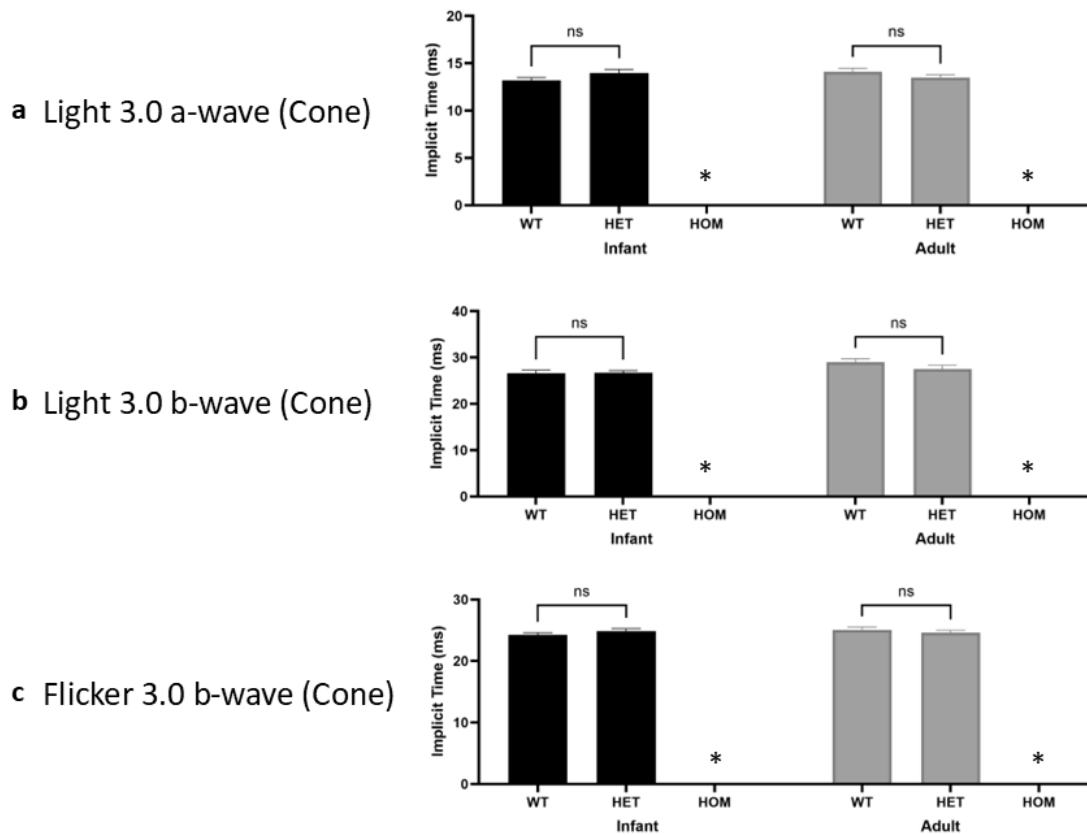 a Light 3.0 a-wave (Cone)
Implicit Time (ms)
20
15
10
5
0
ns
ns
*
*
WT HET HOM WT HET HOM
Infant Adult
b Light 3.0 b-wave (Cone)
Implicit Time (ms)
40
30
20
10
0
ns
ns
*
*
WT HET HOM WT HET HOM
Infant Adult
c Flicker 3.0 b-wave (Cone)
Implicit Time (ms)
30
20
10
0
ns
ns
*
*
WT HET HOM WT HET HOM
Infant Adult